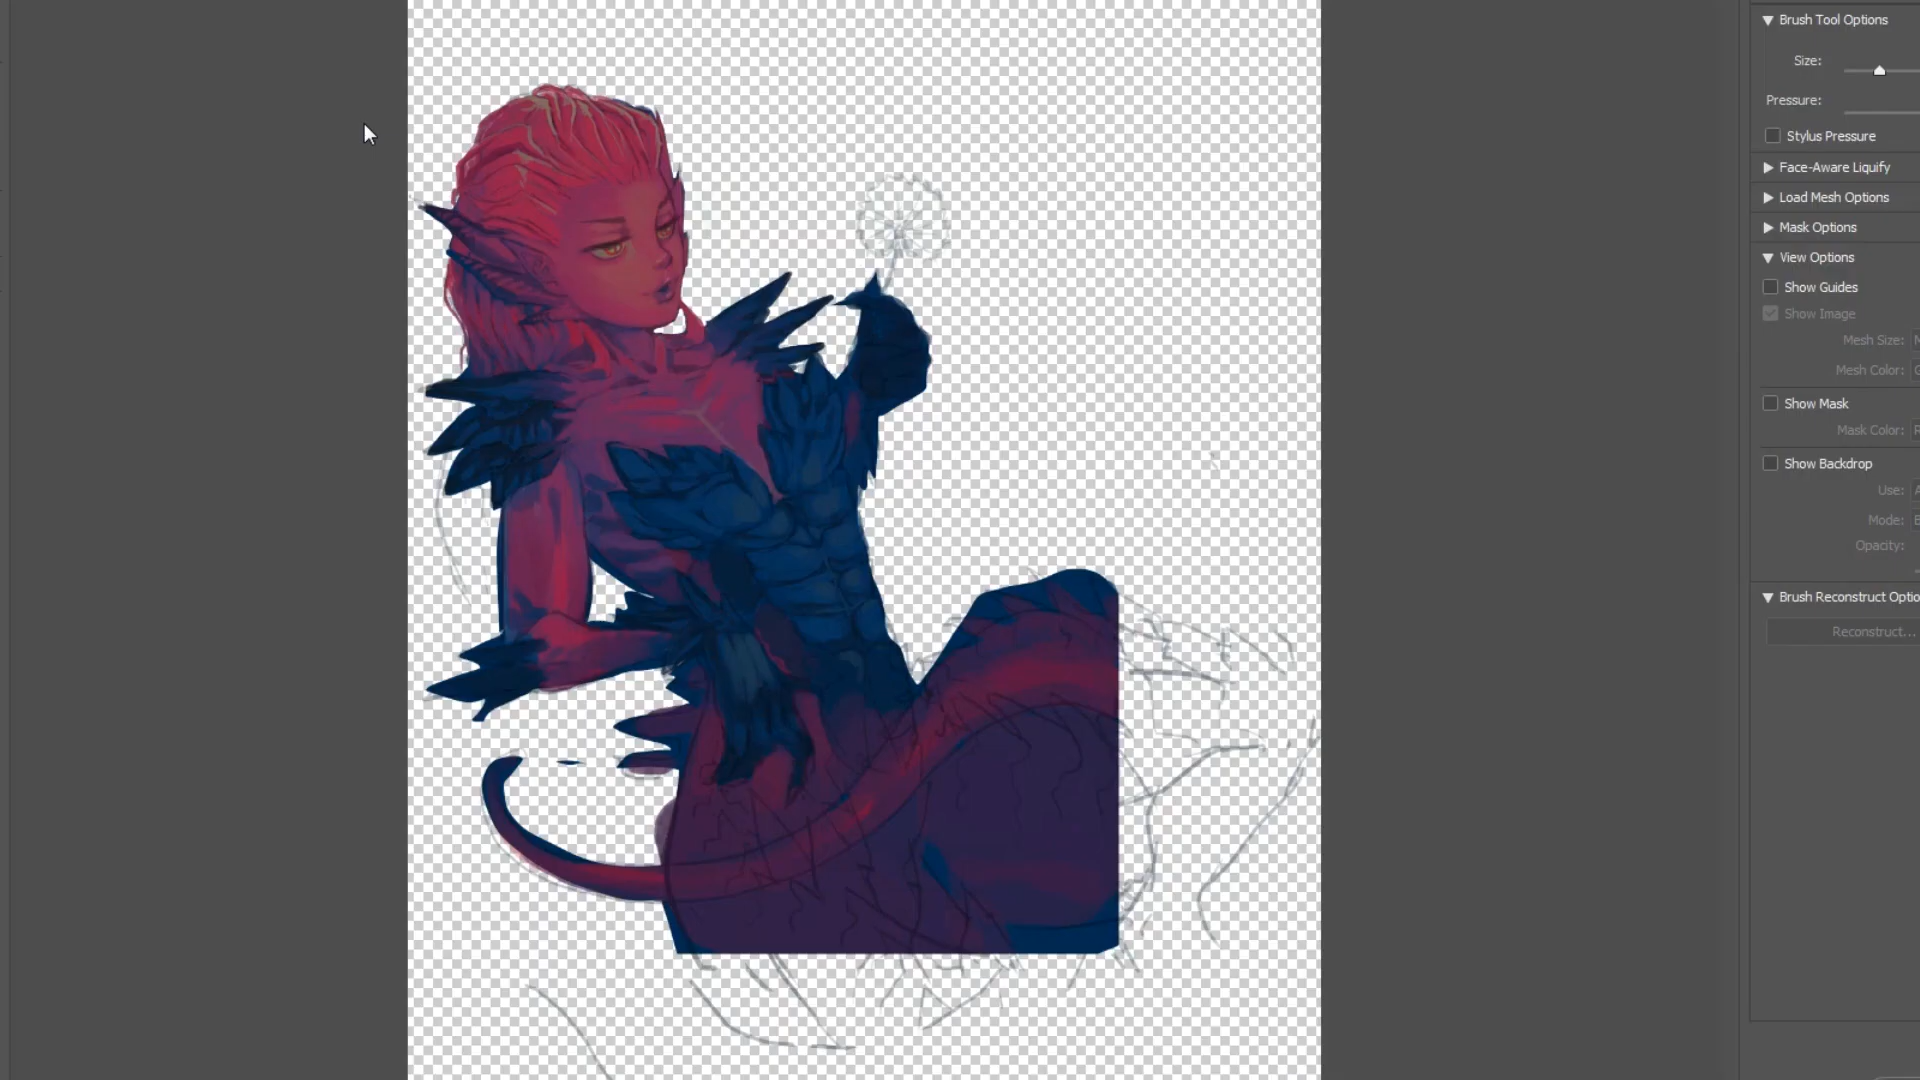 Brush Tool Options
Size:
Pressure:
Stylus Pressure
Face-Aware Liquify
Load Mesh Options
Mask Options
View Options
Show Guides
Show Image
Mesh Size:
Mesh Color:
Show Mask
Mask Color:
Show Backdrop
Use:
Mode:
Opacity:
Brush Reconstruct Optio
Reconstruct...